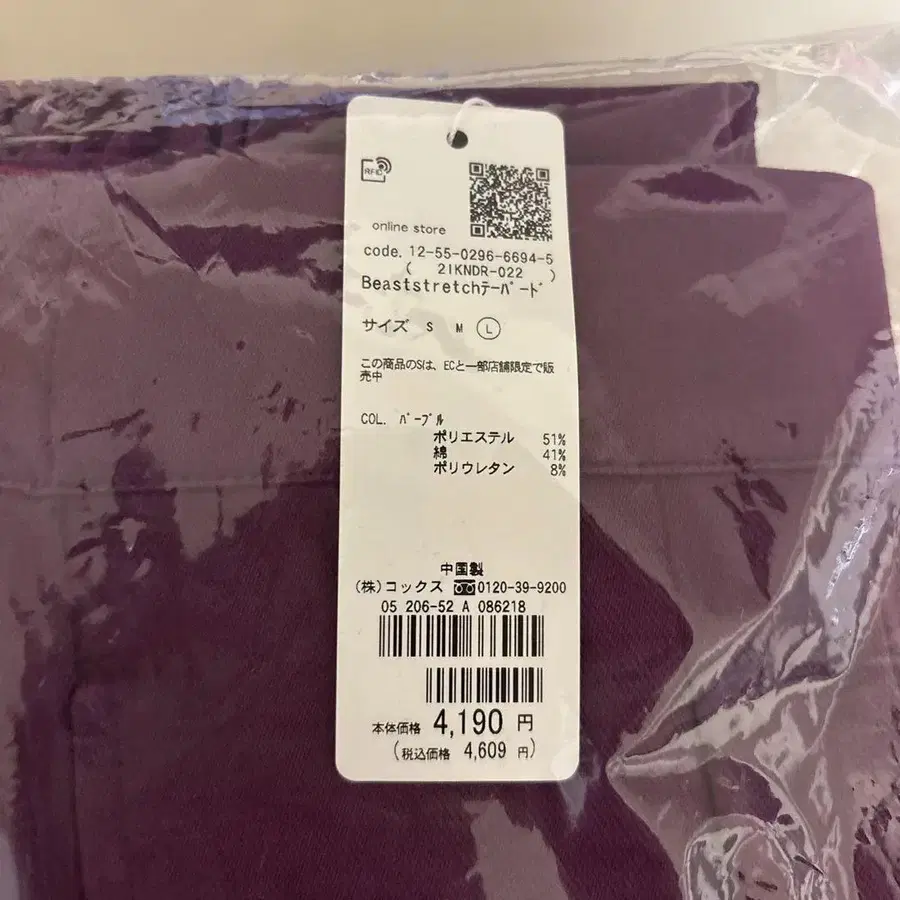 RFID
online store
code. 12-55-0296-6694-5
( 2IKNDR-022 )
Beaststretchﾃｰﾊﾟｰﾄﾞ
サイズ S M L
この商品のSは、ECと一部店舗限定で販
売中
COL. ﾊﾟｰﾌﾟﾙ
ポリエステル 51%
綿 41%
ポリウレタン 8%
中国製
(株)コックス 0120-39-9200
05 206-52 A 086218
本体価格 4,190 円
(税込価格 4,609 円)